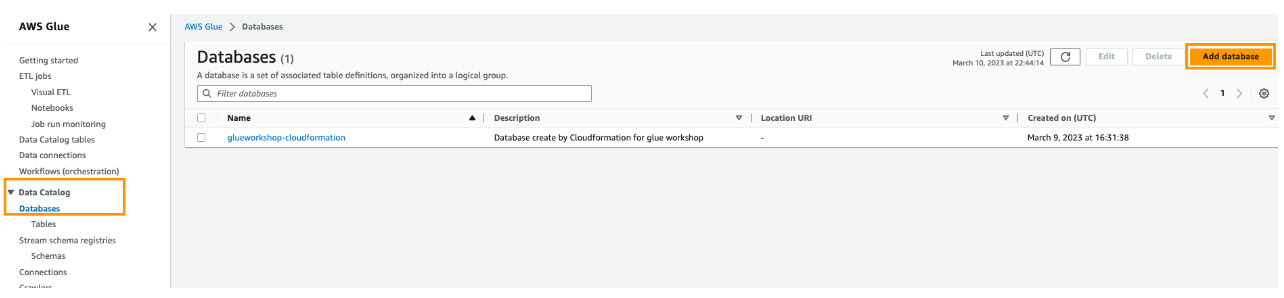 AWS Glue
Getting started
ETL jobs
Visual ETL
Notebooks
Job run monitoring
Data Catalog tables
Data connections
Workflows (orchestration)
Data Catalog
Databases
Tables
Stream schema registries
Schemas
Connections
Crawlers
AWS Glue > Databases
Databases (1)
A database is a set of associated table definitions, organized into a logical group.
Last updated (UTC)
March 10, 2023 at 22:44:14
Edit Delete Add database
Filter databases
1
Name Description Location URI Created on (UTC)
glueworkshop-cloudformation Database create by Cloudformation for glue workshop - March 9, 2023 at 16:31:38